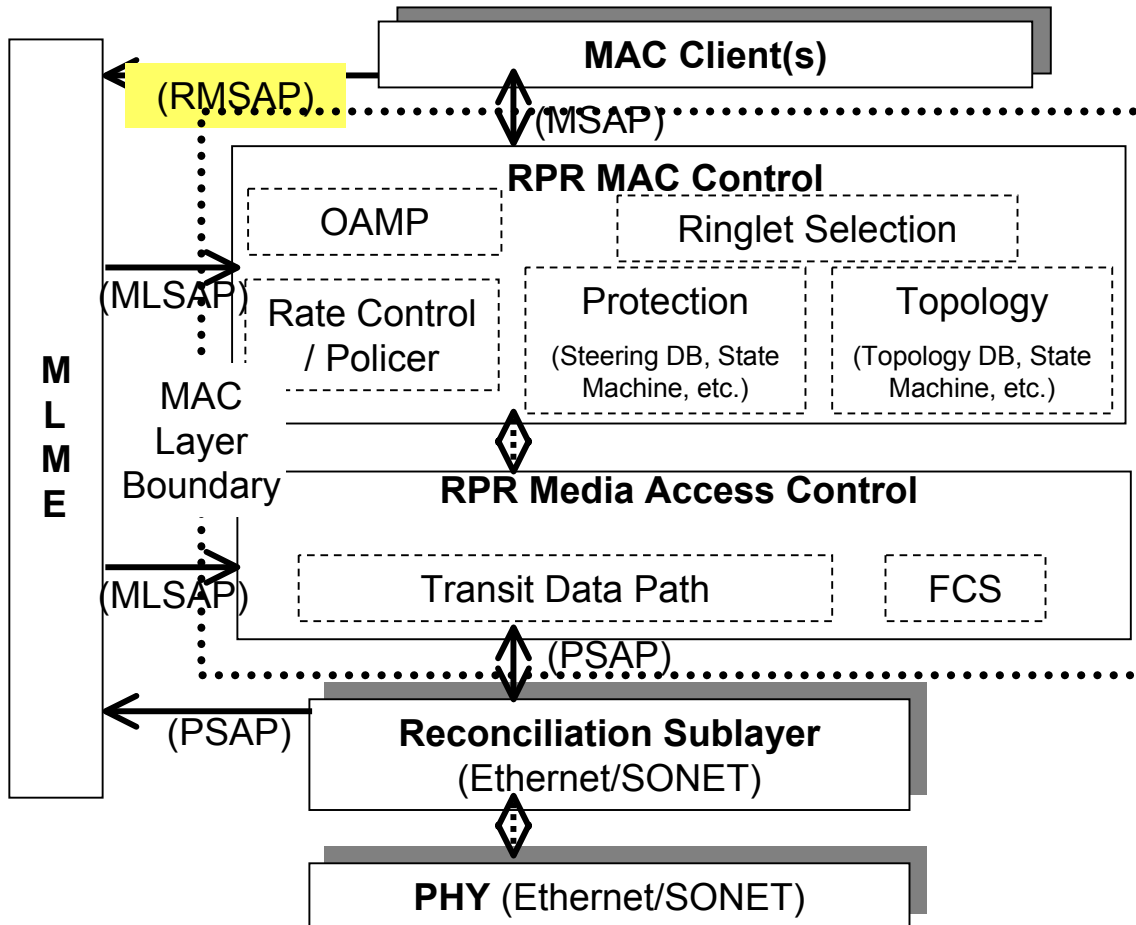 MAC Client(s)
(RMSAP)
(MSAP)
RPR MAC Control
OAMP
Ringlet Selection
(MLSAP)
Rate Control
/ Policer
Protection
(Steering DB, State
Machine, etc.)
Topology
(Topology DB, State
Machine, etc.)
M
L
M
E
MAC
Layer
Boundary
RPR Media Access Control
(MLSAP)
Transit Data Path
FCS
(PSAP)
(PSAP)
Reconciliation Sublayer
(Ethernet/SONET)
PHY (Ethernet/SONET)